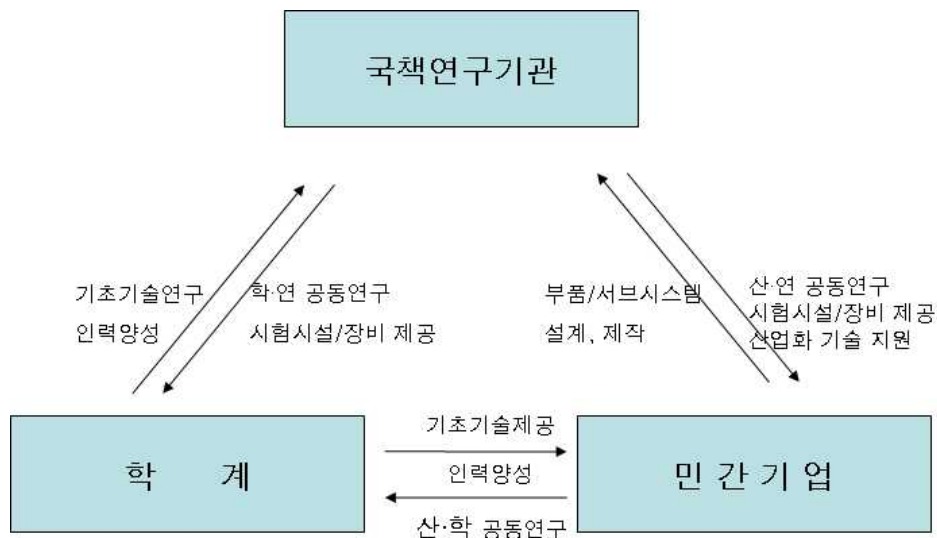 국책연구기관
기초기술연구
인력양성
학·연 공동연구
시험시설/장비 제공
부품/서브시스템
설계, 제작
산·연 공동연구
시험시설/장비 제공
산업화 기술 지원
학 계
기초기술제공
인력양성
산·학 공동연구
민 간 기 업